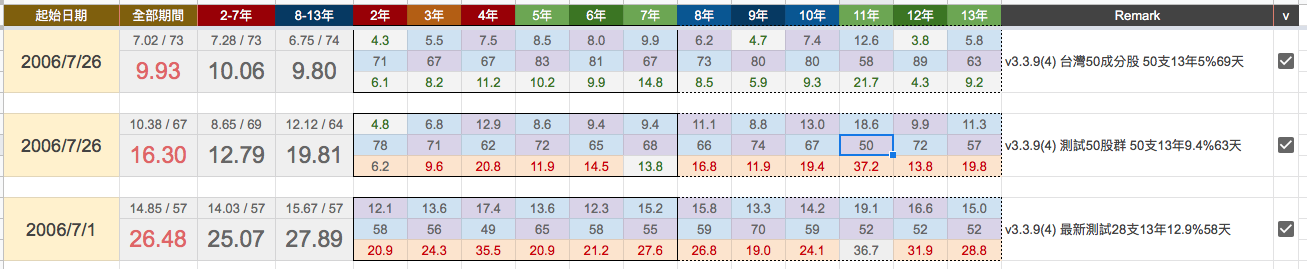 起始日期 全部期間 2-7年 8-13年 2年 3年 4年 5年 6年 7年 8年 9年 10年 11年 12年 13年 Remark v
2006/7/26
7.02 / 73 7.28 / 73 6.75 / 74 4.3 5.5 7.5 8.5 8.0 9.9 6.2 4.7 7.4 12.6 3.8 5.8
9.93 10.06 9.80 71 67 67 83 81 67 73 80 80 58 89 63
6.1 8.2 11.2 10.2 9.9 14.8 8.5 5.9 9.3 21.7 4.3 9.2
v3.3.9(4) 台灣50成分股 50支13年5%69天
2006/7/26
10.38 / 67 8.65 / 69 12.12 / 64 4.8 6.8 12.9 8.6 9.4 9.4 11.1 8.8 13.0 18.6 9.9 11.3
16.30 12.79 19.81 78 71 62 72 65 68 66 74 67 50 72 57
6.2 9.6 20.8 11.9 14.5 13.8 16.8 11.9 19.4 37.2 13.8 19.8
v3.3.9(4) 測試50股群 50支13年9.4%63天
2006/7/1
14.85 / 57 14.03 / 57 15.67 / 57 12.1 13.6 17.4 13.6 12.3 15.2 15.8 13.3 14.2 19.1 16.6 15.0
26.48 25.07 27.89 58 56 49 65 58 55 59 70 59 52 52 52
20.9 24.3 35.5 20.9 21.2 27.6 26.8 19.0 24.1 36.7 31.9 28.8
v3.3.9(4) 最新測試28支13年12.9%58天